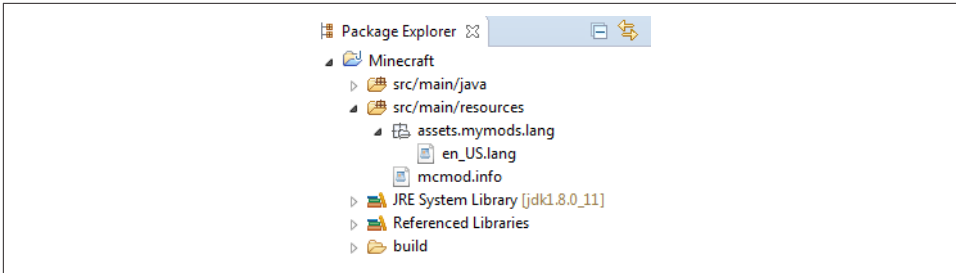 Package Explorer
Minecraft
src/main/java
src/main/resources
assets.mymods.lang
en_US.lang
mcmod.info
JRE System Library [jdk1.8.0_11]
Referenced Libraries
build